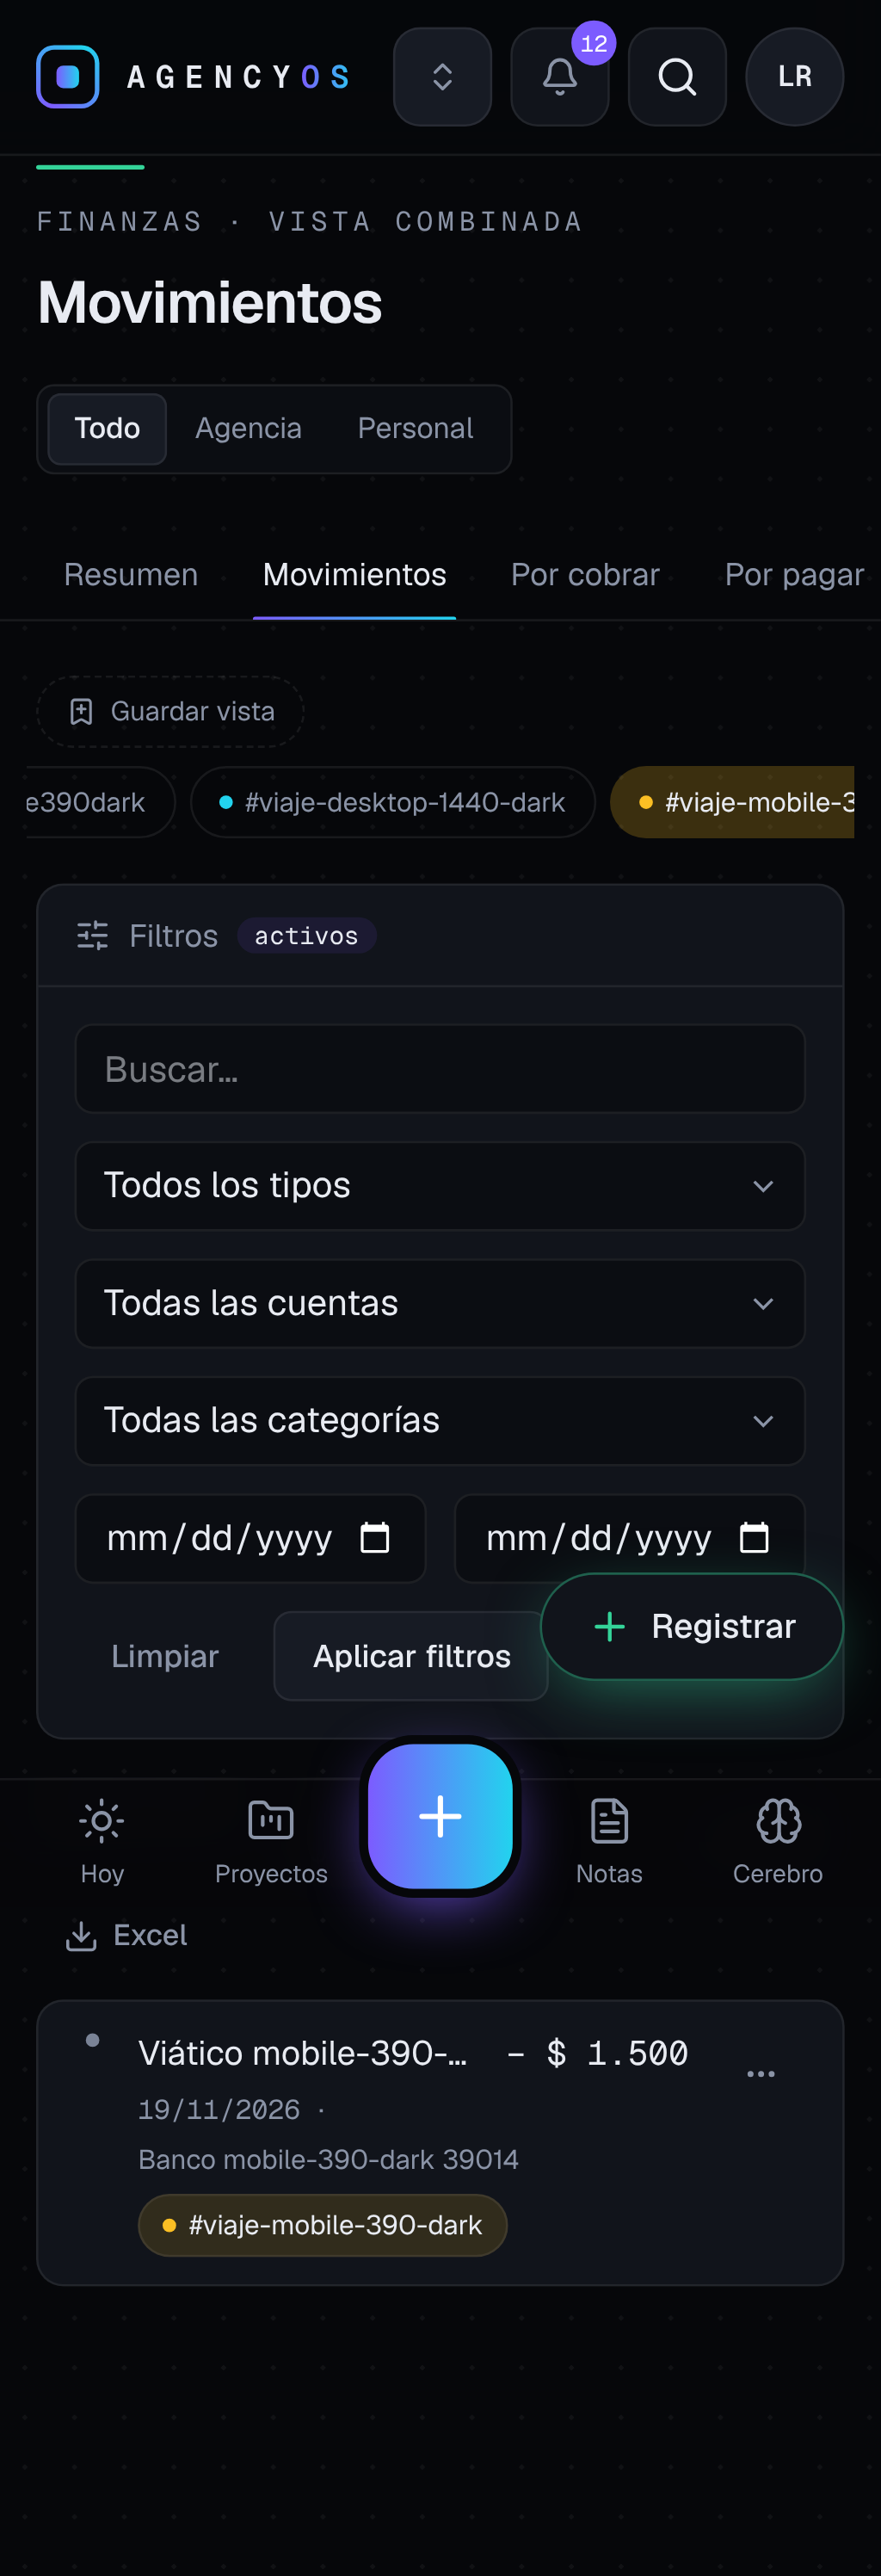 AGENCYOS
12
LR
FINANZAS · VISTA COMBINADA
Movimientos
Todo Agencia Personal
Resumen Movimientos Por cobrar Por pagar
Guardar vista
e390dark #viaje-desktop-1440-dark #viaje-mobile-3
Filtros activos
Buscar…
Todos los tipos
Todas las cuentas
Todas las categorías
mm/dd/yyyy mm/dd/yyyy
Registrar
Limpiar Aplicar filtros
Hoy Proyectos Notas Cerebro
Excel
Viático mobile-390-… − $ 1.500
19/11/2026 ·
Banco mobile-390-dark 39014
#viaje-mobile-390-dark